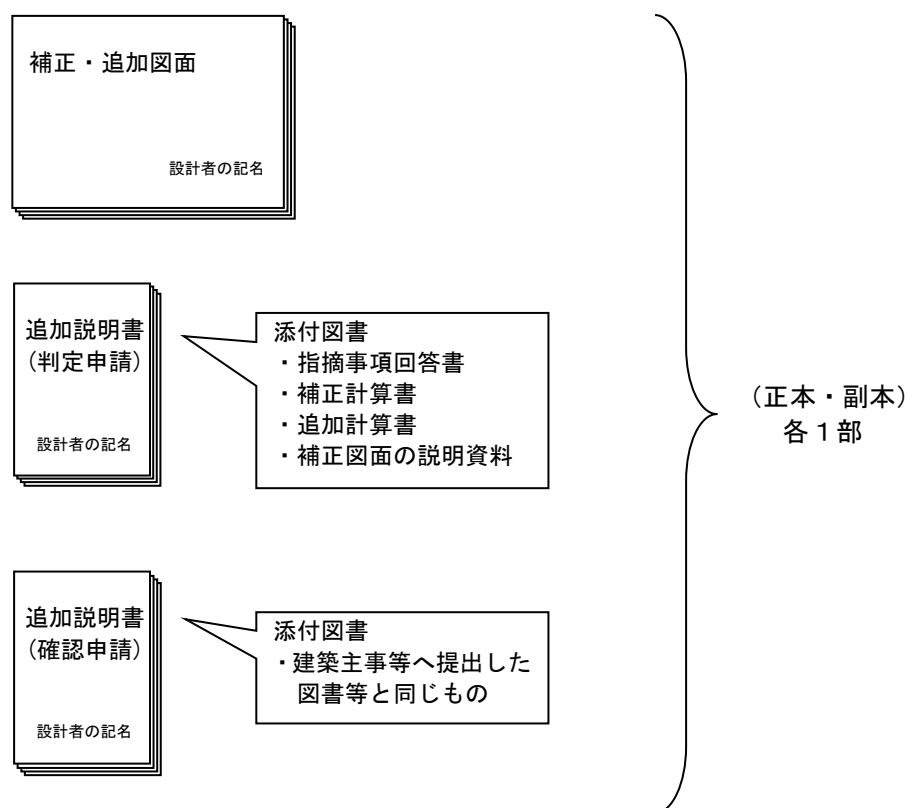 補正・追加図面
設計者の記名
追加説明書
（判定申請）
設計者の記名
添付図書
・指摘事項回答書
・補正計算書
・追加計算書
・補正図面の説明資料
（正本・副本）
各１部
追加説明書
（確認申請）
設計者の記名
添付図書
・建築主事等へ提出した
図書等と同じもの